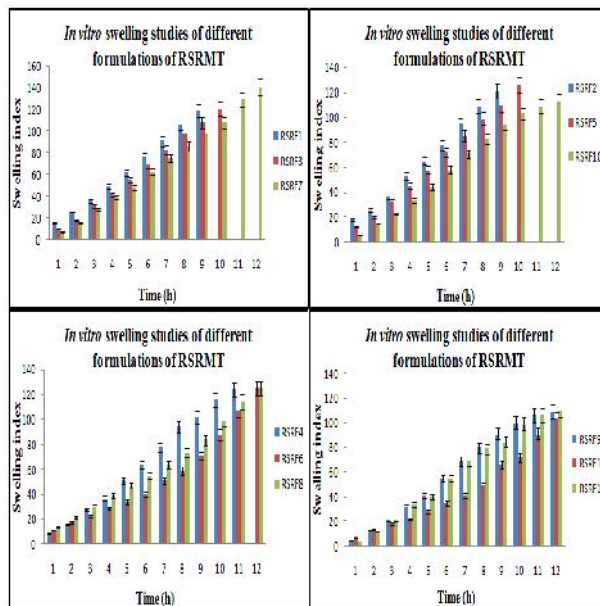 In vitro swelling studies of different
formulations of RSRMT
160
140
120
100
80
60
40
20
0
Swelling index
1 2 3 4 5 6 7 8 9 10 11 12
Time (h)
RSRF1
RSRF3
RSRF7
In vitro swelling studies of different
formulations of RSRMT
140
120
100
80
60
40
20
0
Swelling index
1 2 3 4 5 6 7 8 9 10 11 12
Time (h)
RSRF2
RSRF5
RSRF10
In vitro swelling studies of different
formulations of RSRMT
140
120
100
80
60
40
20
0
Swelling index
1 2 3 4 5 6 7 8 9 10 11 12
Time (h)
RSRF4
RSRF6
RSRF8
In vitro swelling studies of different
formulations of RSRMT
140
120
100
80
60
40
20
0
Swelling index
1 2 3 4 5 6 7 8 9 10 11 12
Time (h)
RSRF1
RSRF1